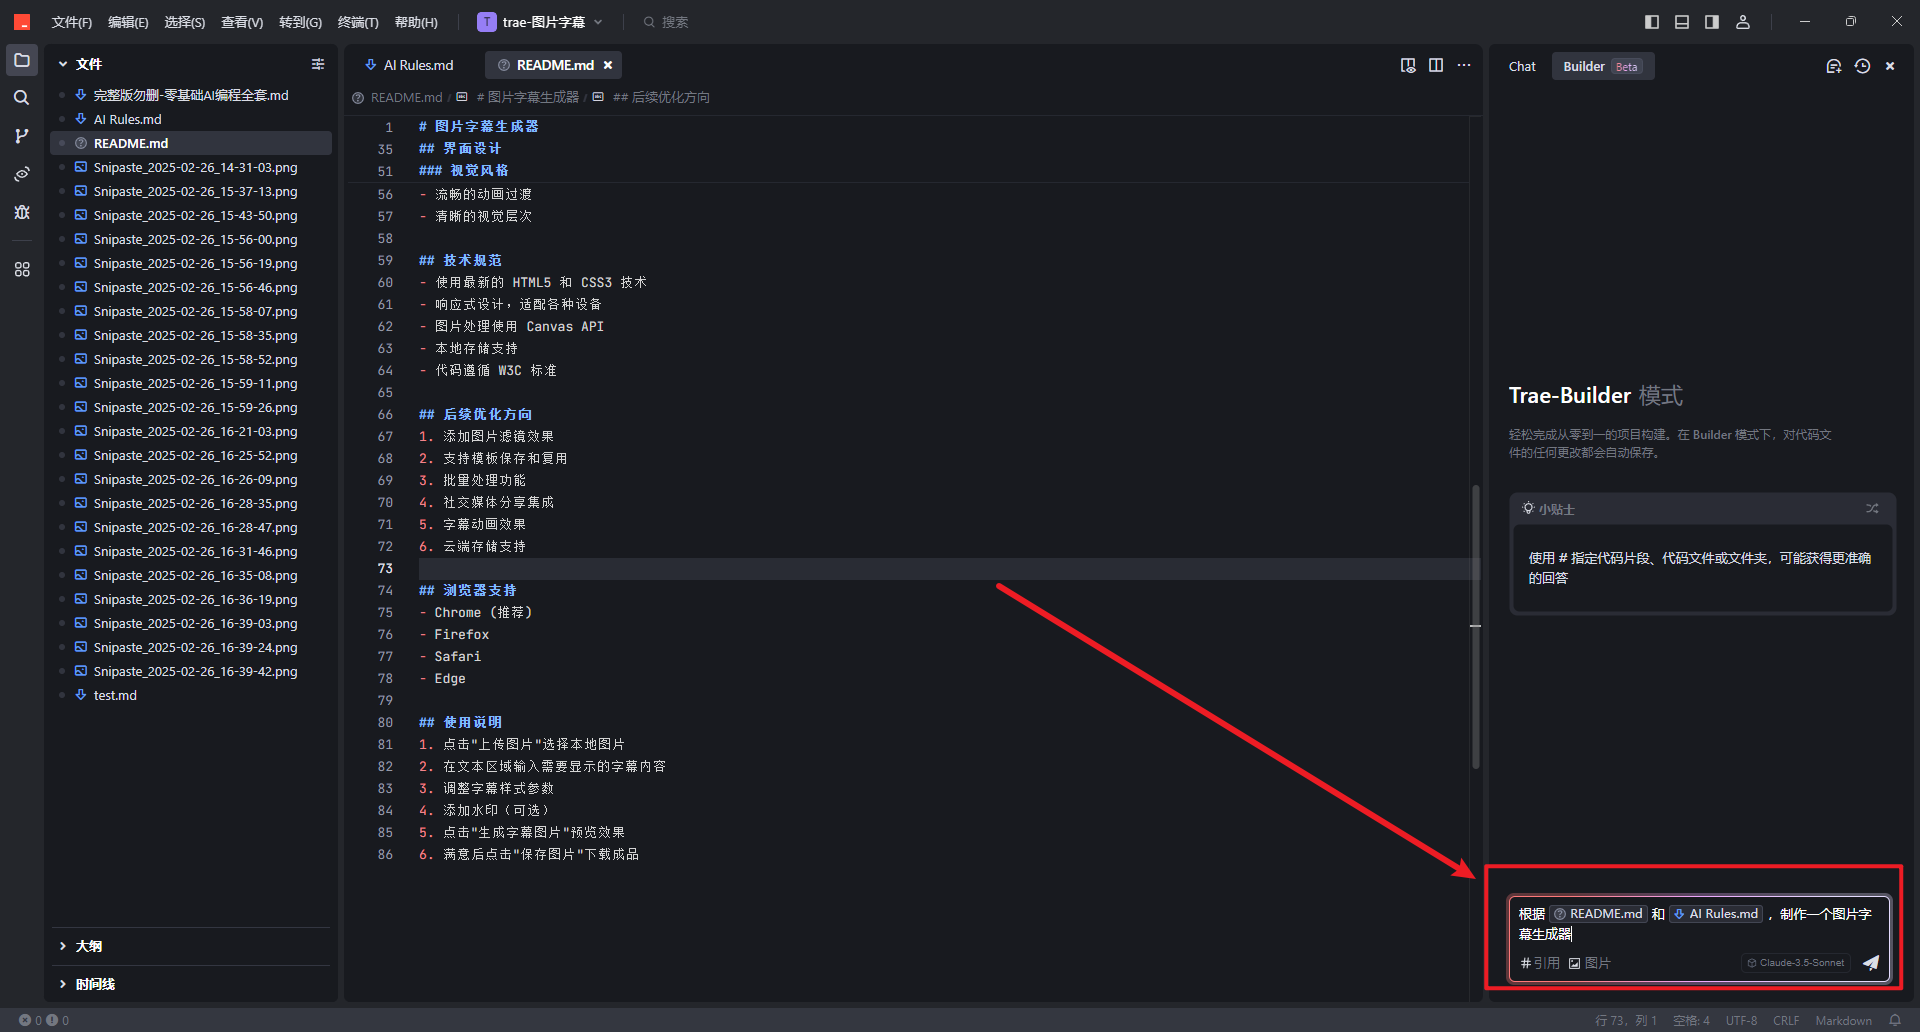 文件(F) 编辑(E) 选择(S) 查看(V) 转到(G) 终端(T) 帮助(H) T trae-图片字幕 搜索
文件
完整版勿删-零基础AI编程全套.md
AI Rules.md
README.md
Snipaste_2025-02-26_14-31-03.png
Snipaste_2025-02-26_15-37-13.png
Snipaste_2025-02-26_15-43-50.png
Snipaste_2025-02-26_15-56-00.png
Snipaste_2025-02-26_15-56-19.png
Snipaste_2025-02-26_15-56-46.png
Snipaste_2025-02-26_15-58-07.png
Snipaste_2025-02-26_15-58-35.png
Snipaste_2025-02-26_15-58-52.png
Snipaste_2025-02-26_15-59-11.png
Snipaste_2025-02-26_15-59-26.png
Snipaste_2025-02-26_16-21-03.png
Snipaste_2025-02-26_16-25-52.png
Snipaste_2025-02-26_16-26-09.png
Snipaste_2025-02-26_16-28-35.png
Snipaste_2025-02-26_16-28-47.png
Snipaste_2025-02-26_16-31-46.png
Snipaste_2025-02-26_16-35-08.png
Snipaste_2025-02-26_16-36-19.png
Snipaste_2025-02-26_16-39-03.png
Snipaste_2025-02-26_16-39-24.png
Snipaste_2025-02-26_16-39-42.png
test.md
大纲
时间线
AI Rules.md README.md
README.md / # 图片字幕生成器 / ## 后续优化方向
1 # 图片字幕生成器
35 ## 界面设计
51 ### 视觉风格
56 - 流畅的动画过渡
57 - 清晰的视觉层次
58
59 ## 技术规范
60 - 使用最新的 HTML5 和 CSS3 技术
61 - 响应式设计，适配各种设备
62 - 图片处理使用 Canvas API
63 - 本地存储支持
64 - 代码遵循 W3C 标准
65
66 ## 后续优化方向
67 1. 添加图片滤镜效果
68 2. 支持模板保存和复用
69 3. 批量处理功能
70 4. 社交媒体分享集成
71 5. 字幕动画效果
72 6. 云端存储支持
73
74 ## 浏览器支持
75 - Chrome (推荐)
76 - Firefox
77 - Safari
78 - Edge
79
80 ## 使用说明
81 1. 点击"上传图片"选择本地图片
82 2. 在文本区域输入需要显示的字幕内容
83 3. 调整字幕样式参数
84 4. 添加水印（可选）
85 5. 点击"生成字幕图片"预览效果
86 6. 满意后点击"保存图片"下载成品
Chat Builder Beta
Trae-Builder 模式
轻松完成从零到一的项目构建。在 Builder 模式下，对代码文
件的任何更改都会自动保存。
小贴士
使用 # 指定代码片段、代码文件或文件夹，可能获得更准确
的回答
根据 README.md 和 AI Rules.md ，制作一个图片字
幕生成器
#引用 图片 Claude-3.5-Sonnet
0 0 行 73，列 1 空格: 4 UTF-8 CRLF Markdown